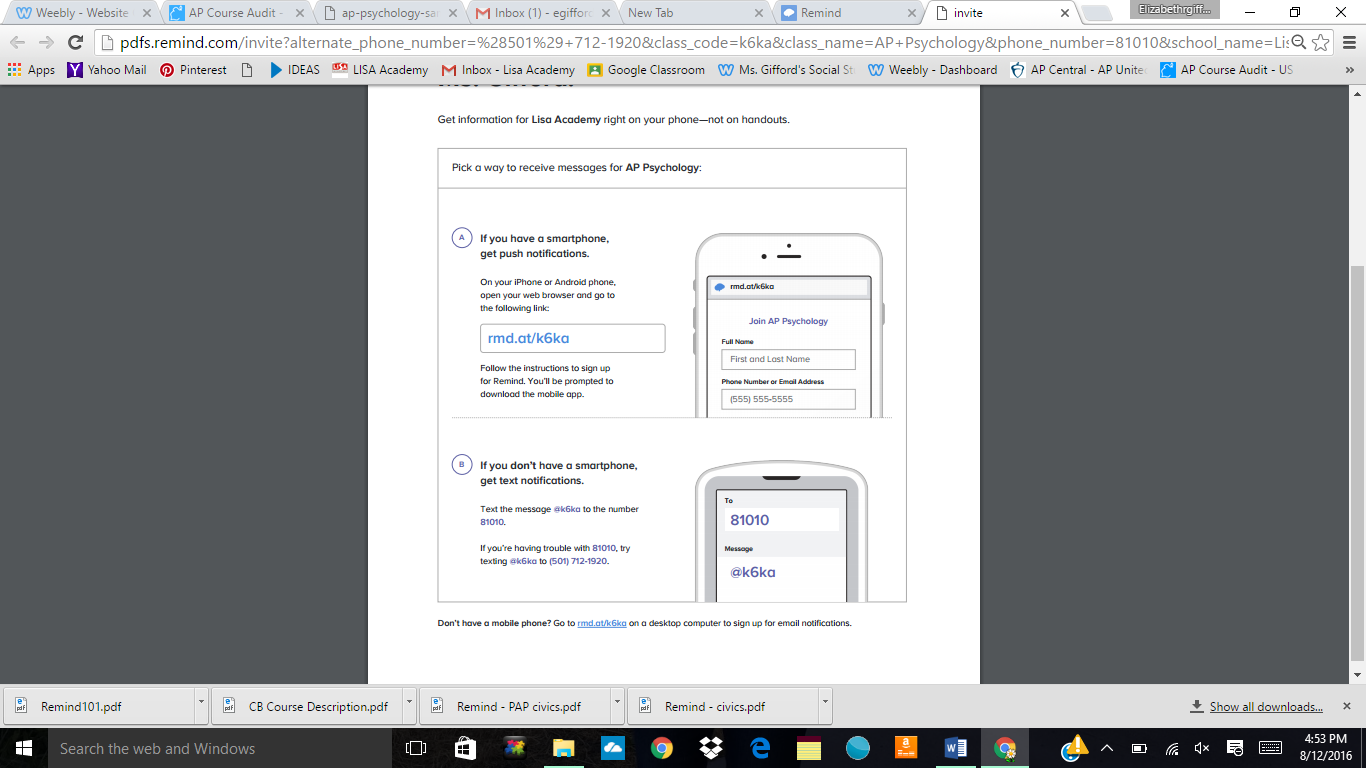 Weebly - Website
AP Course Audit -
ap-psychology-sa
Inbox (1) - egiffor
New Tab
Remind
invite
Elizabethrgiff...
pdfs.remind.com/invite?alternate_phone_number=%28501%29+712-1920&class_code=k6ka&class_name=AP+Psychology&phone_number=81010&school_name=Lis
Apps
Yahoo Mail
Pinterest
IDEAS
LISA Academy
Inbox - Lisa Academy
Google Classroom
Ms. Gifford's Social St
Weebly - Dashboard
AP Central - AP Unite
AP Course Audit - US
»
Get information for Lisa Academy right on your phone—not on handouts.
Pick a way to receive messages for AP Psychology:
A
If you have a smartphone,
get push notifications.
On your iPhone or Android phone,
open your web browser and go to
the following link:
rmd.at/k6ka
Follow the instructions to sign up
for Remind. You'll be prompted to
download the mobile app.
rmd.at/k6ka
Join AP Psychology
Full Name
First and Last Name
Phone Number or Email Address
(555) 555-5555
B
If you don't have a smartphone,
get text notifications.
Text the message @k6ka to the number
81010.
If you're having trouble with 81010, try
texting @k6ka to (501) 712-1920.
To
81010
Message
@k6ka
Don't have a mobile phone? Go to rmd.at/k6ka on a desktop computer to sign up for email notifications.
Remind101.pdf
CB Course Description.pdf
Remind - PAP civics.pdf
Remind - civics.pdf
Show all downloads...
Search the web and Windows
4:53 PM
8/12/2016